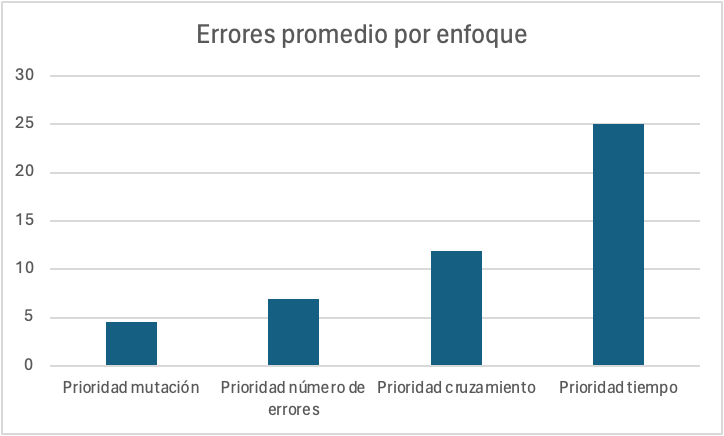 Errores promedio por enfoque
30
25
20
15
10
5
0
Prioridad mutación
Prioridad número de
errores
Prioridad cruzamiento
Prioridad tiempo